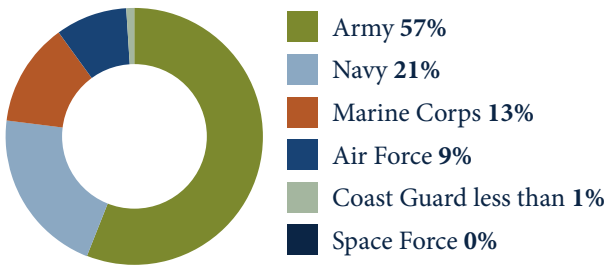 Army 57%
Navy 21%
Marine Corps 13%
Air Force 9%
Coast Guard less than 1%
Space Force 0%